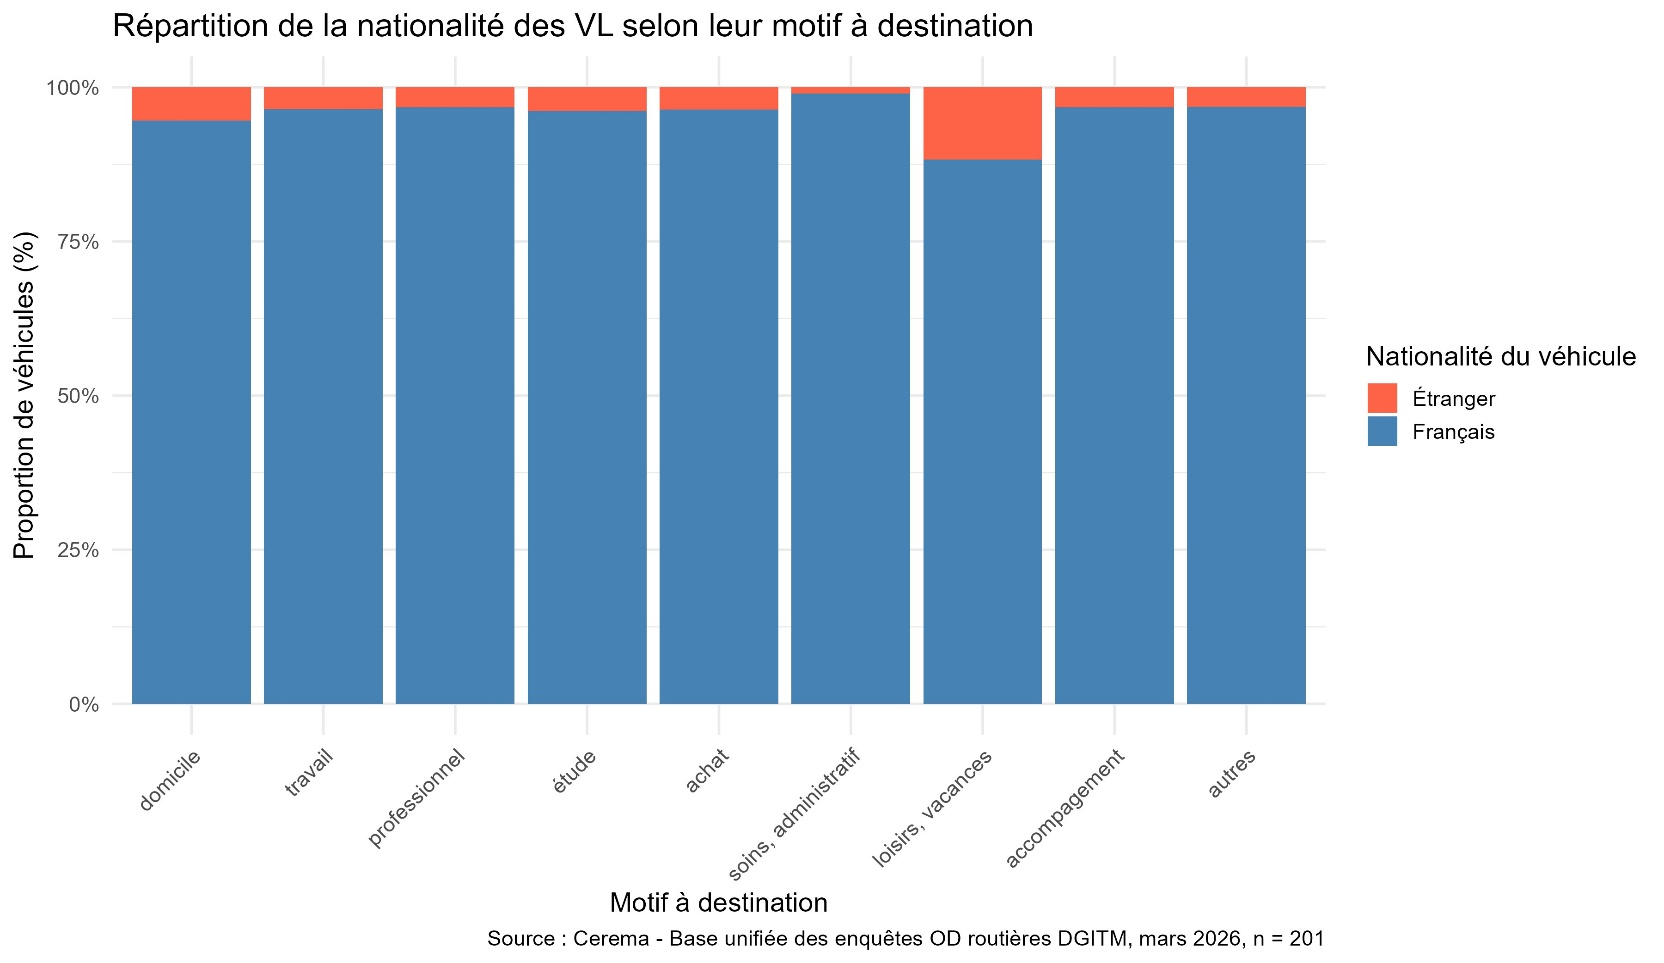 Répartition de la nationalité des VL selon leur motif à destination
Proportion de véhicules (%)
100%
75%
50%
25%
0%
domicile
travail
professionnel
étude
achat
soins, administratif
loisirs, vacances
accompagement
autres
Motif à destination
Nationalité du véhicule
Étranger
Français
Source : Cerema - Base unifiée des enquêtes OD routières DGITM, mars 2026, n = 201